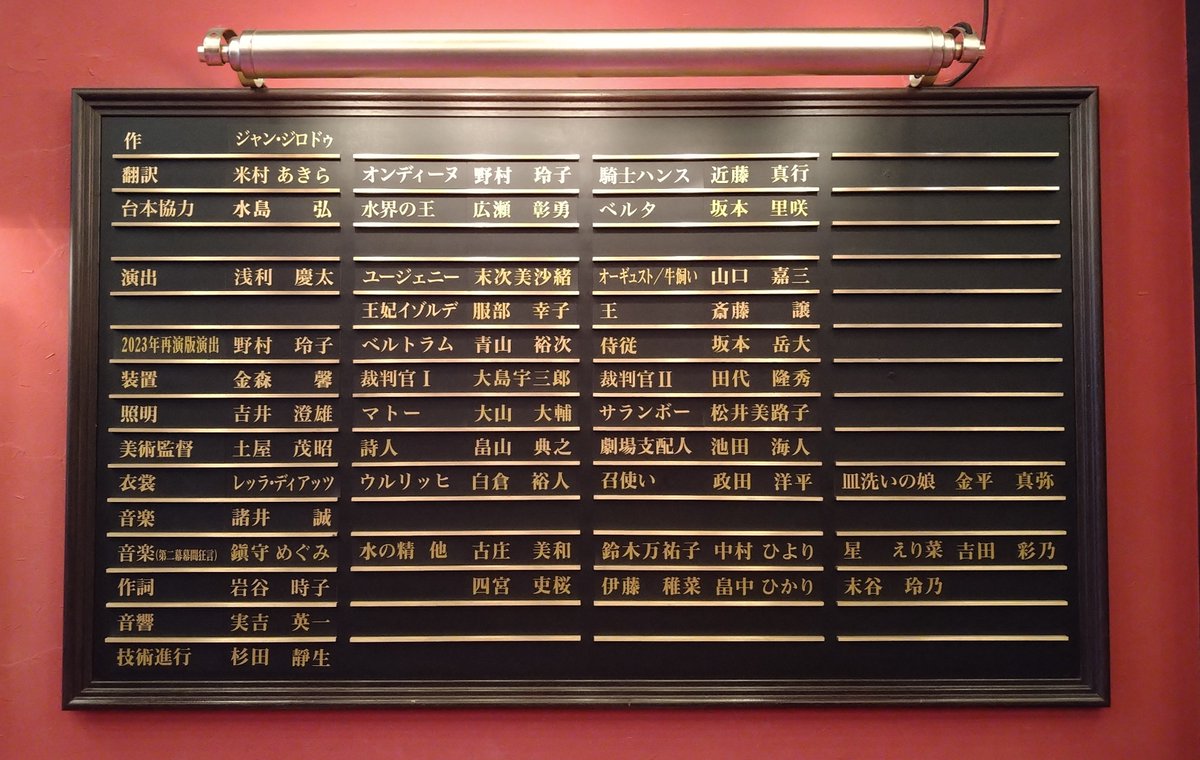 作 ジャン・ジロドゥ
翻訳 米村 あきら
台本協力 水島 弘
演出 浅利 慶太
2023年再演版演出 野村 玲子
装置 金森 馨
照明 吉井 澄雄
美術監督 土屋 茂昭
衣裳 レッラ・ディアッツ
音楽 諸井 誠
音楽(第二幕幕間狂言) 鎭守 めぐみ
作詞 岩谷 時子
音響 実吉 英一
技術進行 杉田 靜生
オンディーヌ 野村 玲子
水界の王 広瀬 彰勇
ユージェニー 末次美沙緒
王妃イゾルデ 服部 幸子
ベルトラム 青山 裕次
裁判官Ⅰ 大島宇三郎
マトー 大山 大輔
詩人 畠山 典之
ウルリッヒ 白倉 裕人
騎士ハンス 近藤 真行
ベルタ 坂本 里咲
オーギュスト/牛飼い 山口 嘉三
王 斎藤 譲
侍従 坂本 岳大
裁判官Ⅱ 田代 隆秀
サランボー 松井美路子
劇場支配人 池田 海人
召使い 政田 洋平
皿洗いの娘 金平 真弥
水の精 他 古庄 美和 鈴木万祐子 中村 ひより 星 えり菜 吉田 彩乃
四宮 吏桜 伊藤 稚菜 畠中 ひかり 末谷 玲乃